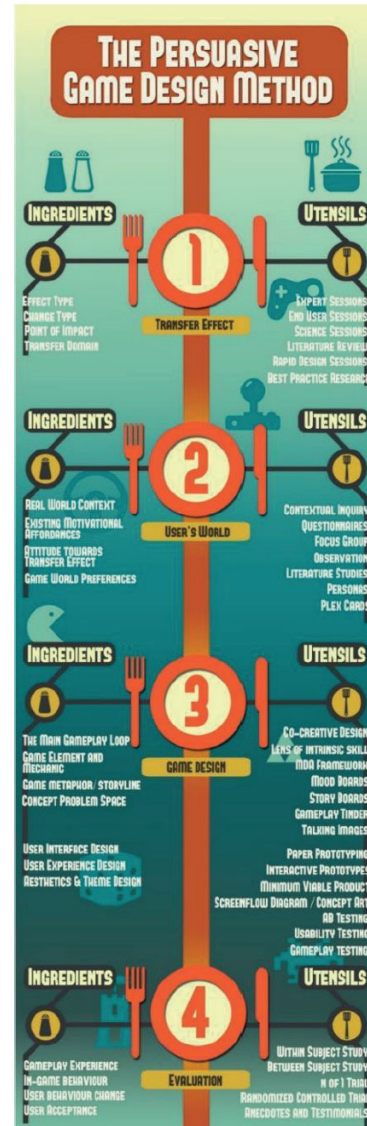 THE PERSUASIVE
GAME DESIGN METHOD
INGREDIENTS
UTENSILS
1
TRANSFER EFFECT
EFFECT TYPE
CHANGE TYPE
POINT OF IMPACT
TRANSFER DOMAIN
EXPERT SESSIONS
END USER SESSIONS
SCIENCE SESSIONS
LITERATURE REVIEW
RAPID DESIGN SESSIONS
BEST PRACTICE RESEARCH
INGREDIENTS
UTENSILS
2
USER'S WORLD
REAL WORLD CONTEXT
EXISTING MOTIVATIONAL
AFFORDANCES
ATTITUDE TOWARDS
TRANSFER EFFECT
GAME WORLD PREFERENCES
CONTEXTUAL INQUIRY
QUESTIONNAIRES
FOCUS GROUP
OBSERVATION
LITERATURE STUDIES
PERSONAS
PLEX CARDS
INGREDIENTS
UTENSILS
3
GAME DESIGN
THE MAIN GAMEPLAY LOOP
GAME ELEMENT AND
MECHANIC
GAME METAPHOR/STORYLINE
CONCEPT PROBLEM SPACE
USER INTERFACE DESIGN
USER EXPERIENCE DESIGN
AESTHETICS & THEME DESIGN
CO-CREATIVE DESIGN
LENS OF INTRINSIC SKILL
MDA FRAMEWORK
MOOD BOARDS
STORY BOARDS
GAMEPLAY TINDER
TALKING IMAGES
PAPER PROTOTYPING
INTERACTIVE PROTOTYPES
MINIMUM VIABLE PRODUCT
SCREENFLOW DIAGRAM / CONCEPT ART
AB TESTING
USABILITY TESTING
GAMEPLAY TESTING
INGREDIENTS
UTENSILS
4
EVALUATION
GAMEPLAY EXPERIENCE
IN-GAME BEHAVIOUR
USER BEHAVIOUR CHANGE
USER ACCEPTANCE
WITHIN SUBJECT STUDY
BETWEEN SUBJECT STUDY
N OF 1 TRIAL
RANDOMIZED CONTROLLED TRIAL
ANECDOTES AND TESTIMONIALS